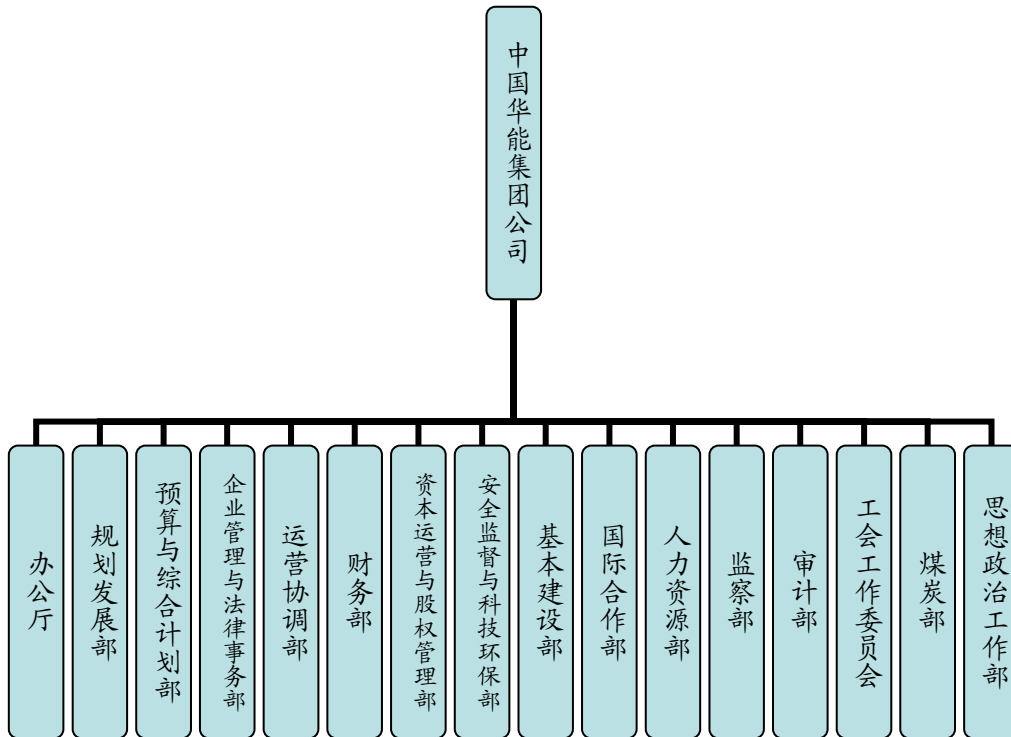 中国华能集团公司
办公厅
规划发展部
预算与综合计划部
企业管理与法律事务部
运营协调部
财务部
资本运营与股权管理部
安全监督与科技环保部
基本建设部
国际合作部
人力资源部
监察部
审计部
工会工作委员会
煤炭部
思想政治工作部